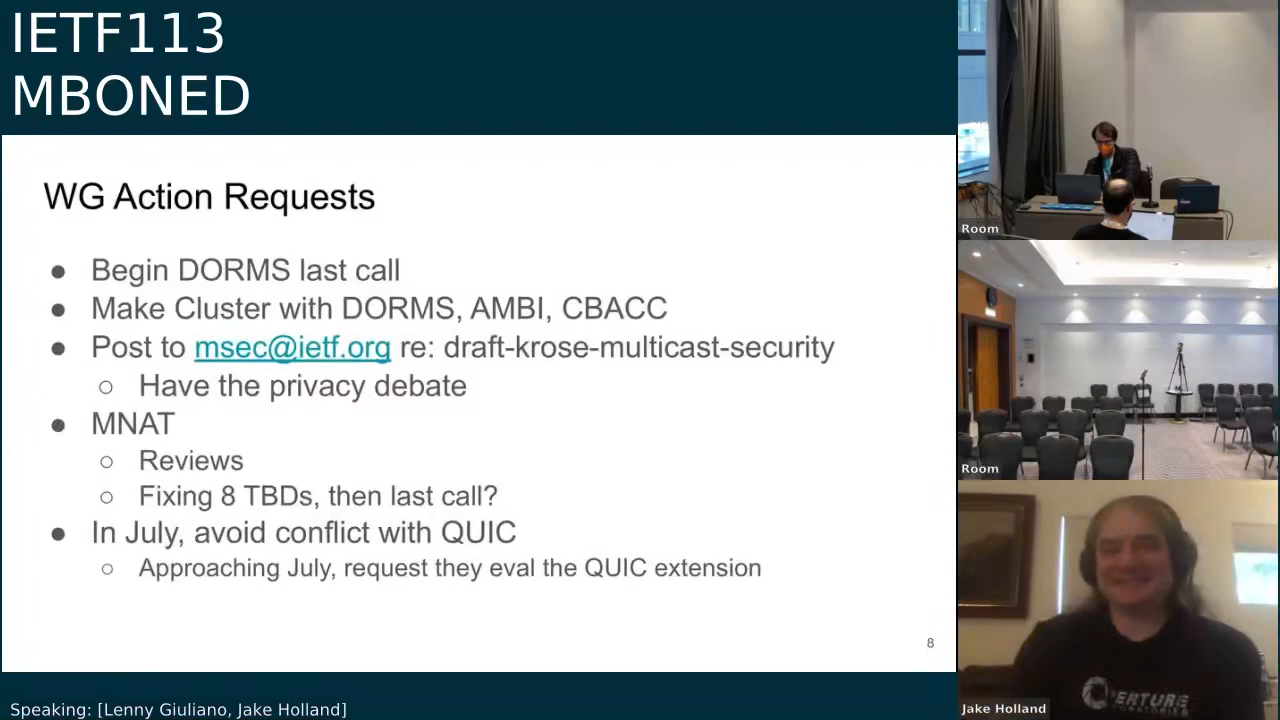 IETF113
MBONED
WG Action Requests
● Begin DORMS last call
● Make Cluster with DORMS, AMBI, CBACC
● Post to msec@ietf.org re: draft-krose-multicast-security
○ Have the privacy debate
● MNAT
○ Reviews
○ Fixing 8 TBDs, then last call?
● In July, avoid conflict with QUIC
○ Approaching July, request they eval the QUIC extension
8
Speaking: [Lenny Giuliano, Jake Holland]
Room
Room
Jake Holland